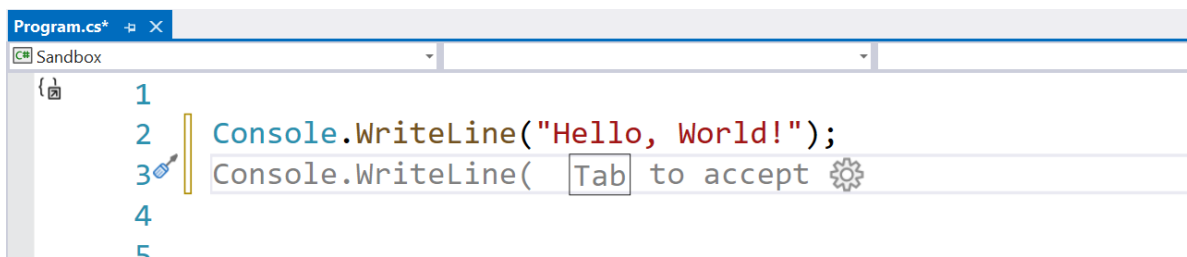 Program.cs*
C# Sandbox
1
2 Console.WriteLine("Hello, World!");
3 Console.WriteLine( Tab to accept
4
5